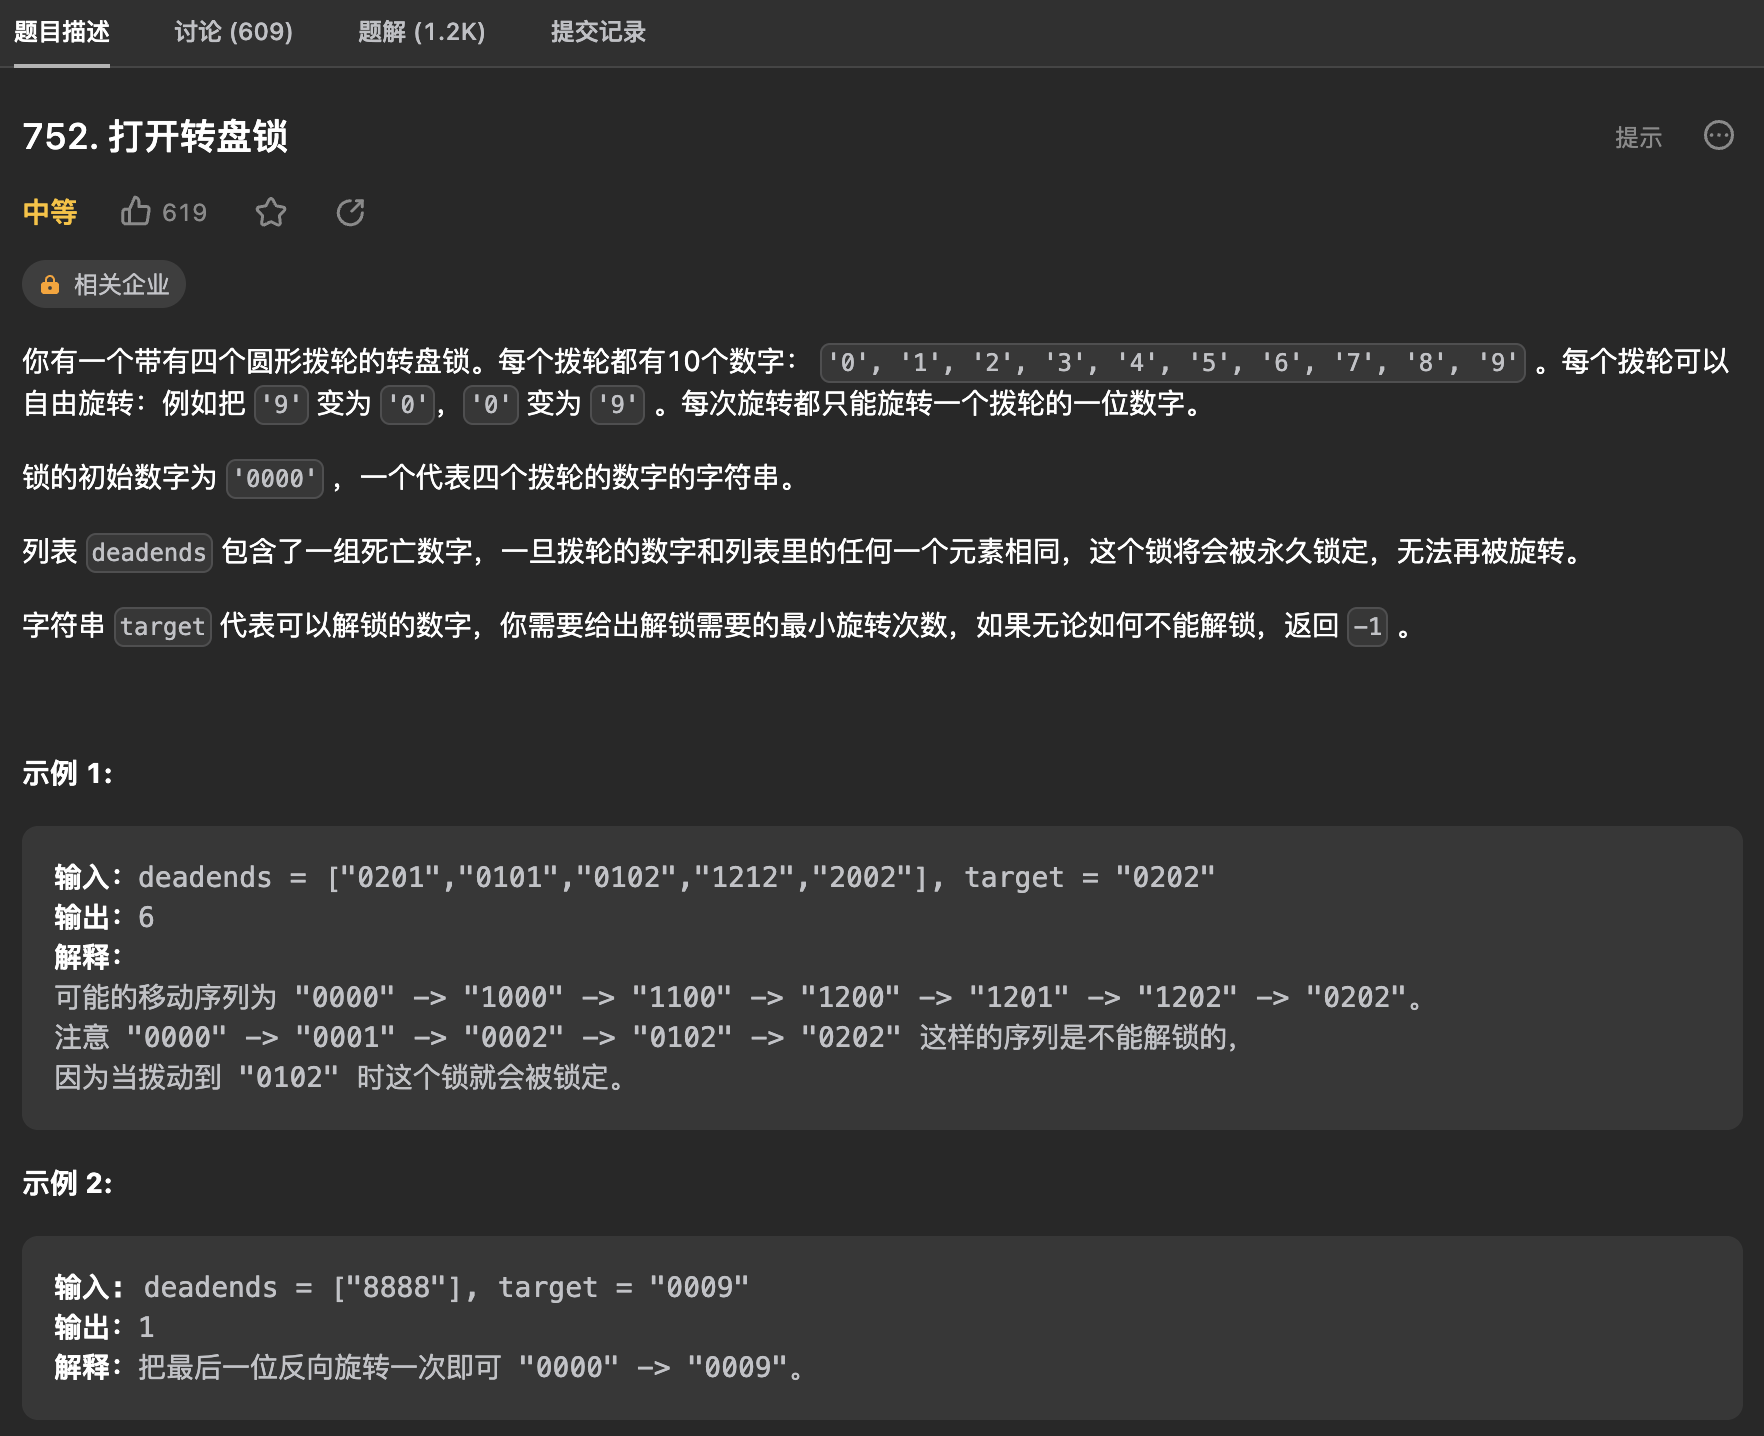 题目描述 讨论 (609) 题解 (1.2K) 提交记录
752. 打开转盘锁 提示
中等 619
相关企业
你有一个带有四个圆形拨轮的转盘锁。每个拨轮都有10个数字： '0', '1', '2', '3', '4', '5', '6', '7', '8', '9' 。每个拨轮可以
自由旋转：例如把 '9' 变为 '0'，'0' 变为 '9' 。每次旋转都只能旋转一个拨轮的一位数字。
锁的初始数字为 '0000' ，一个代表四个拨轮的数字的字符串。
列表 deadends 包含了一组死亡数字，一旦拨轮的数字和列表里的任何一个元素相同，这个锁将会被永久锁定，无法再被旋转。
字符串 target 代表可以解锁的数字，你需要给出解锁需要的最小旋转次数，如果无论如何不能解锁，返回 -1 。
示例 1:
输入：deadends = ["0201","0101","0102","1212","2002"], target = "0202"
输出：6
解释：
可能的移动序列为 "0000" -> "1000" -> "1100" -> "1200" -> "1201" -> "1202" -> "0202"。
注意 "0000" -> "0001" -> "0002" -> "0102" -> "0202" 这样的序列是不能解锁的，
因为当拨动到 "0102" 时这个锁就会被锁定。
示例 2:
输入: deadends = ["8888"], target = "0009"
输出：1
解释：把最后一位反向旋转一次即可 "0000" -> "0009"。